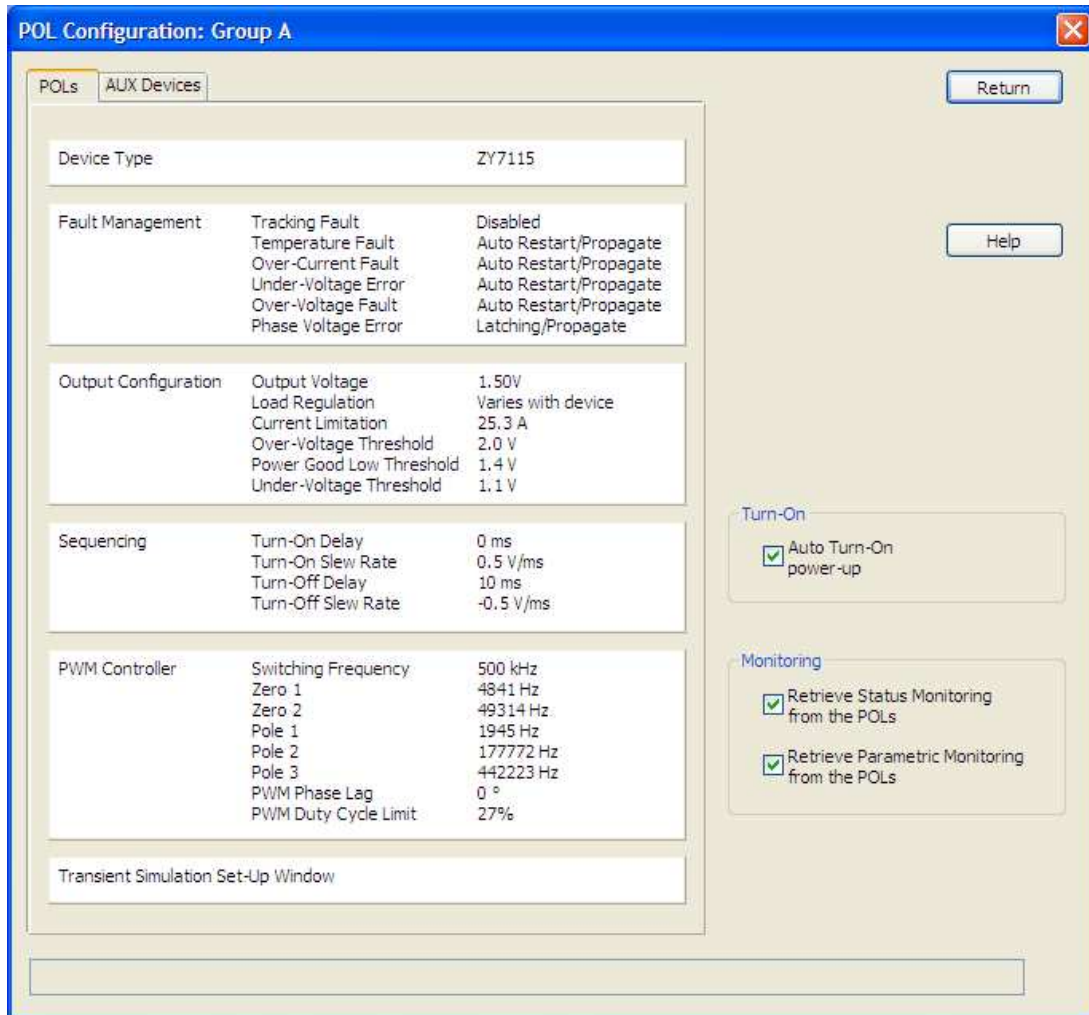 POL Configuration: Group A
POLs AUX Devices
Return
Device Type ZY7115
Fault Management Tracking Fault Disabled
Temperature Fault Auto Restart/Propagate
Help
Over-Current Fault Auto Restart/Propagate
Under-Voltage Error Auto Restart/Propagate
Over-Voltage Fault Auto Restart/Propagate
Phase Voltage Error Latching/Propagate
Output Configuration Output Voltage 1.50V
Load Regulation Varies with device
Current Limitation 25.3 A
Over-Voltage Threshold 2.0 V
Power Good Low Threshold 1.4 V
Under-Voltage Threshold 1.1 V
Sequencing Turn-On Delay 0 ms
Turn-On Slew Rate 0.5 V/ms
Turn-Off Delay 10 ms
Turn-Off Slew Rate -0.5 V/ms
PWM Controller Switching Frequency 500 kHz
Zero 1 4841 Hz
Zero 2 49314 Hz
Pole 1 1945 Hz
Pole 2 177772 Hz
Pole 3 442223 Hz
PWM Phase Lag 0 °
PWM Duty Cycle Limit 27%
Transient Simulation Set-Up Window
Turn-On
Auto Turn-On
power-up
Monitoring
Retrieve Status Monitoring
from the POLs
Retrieve Parametric Monitoring
from the POLs